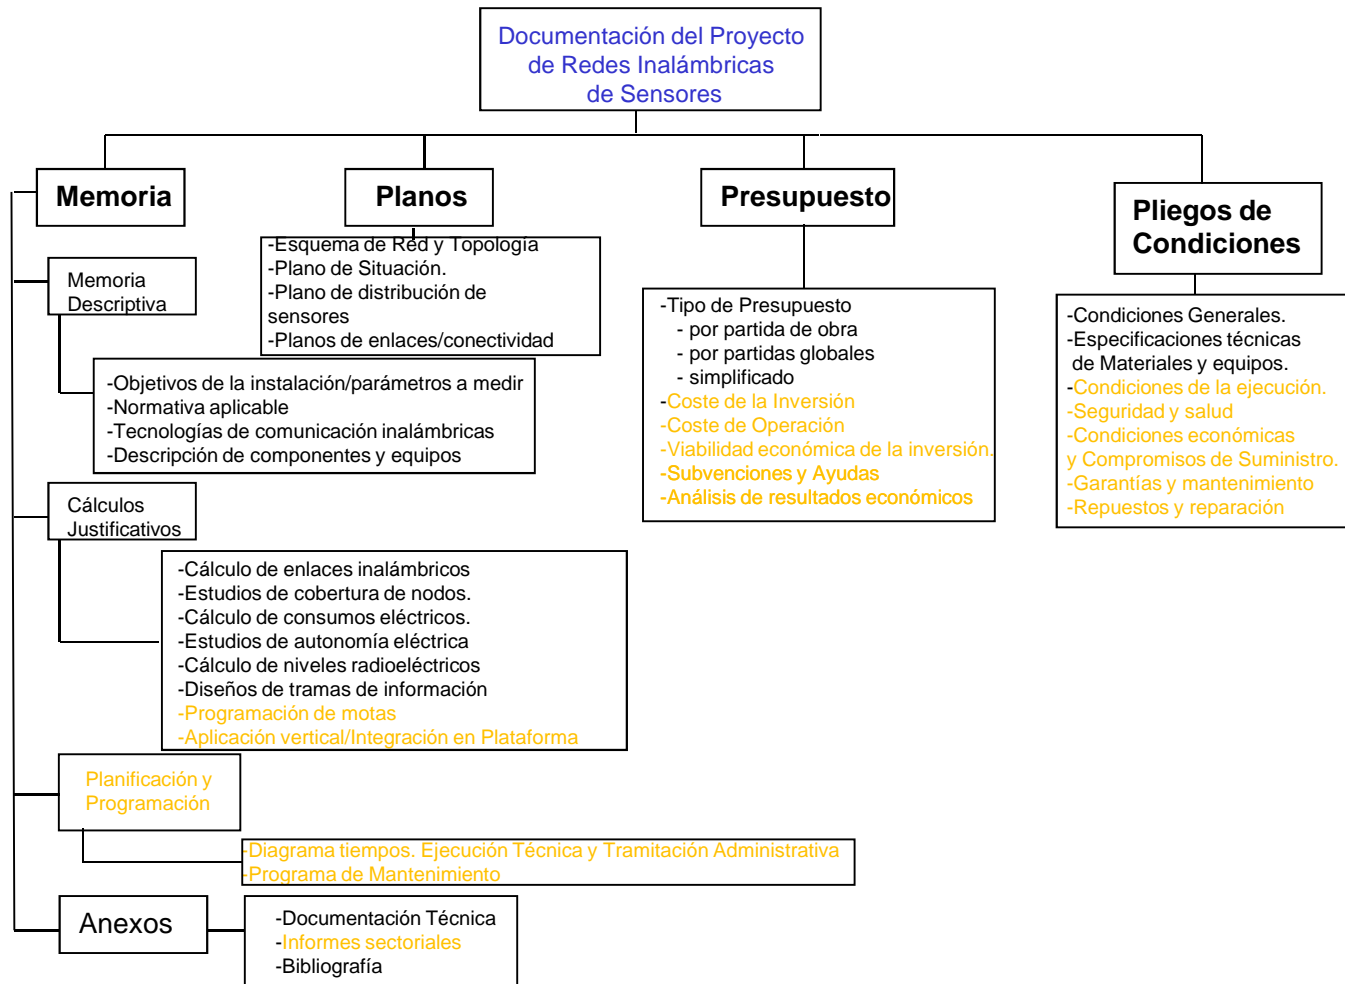 Documentación del Proyecto
de Redes Inalámbricas
de Sensores
Memoria
Planos
Presupuesto
Pliegos de
Condiciones
-Esquema de Red y Topología
-Plano de Situación.
-Plano de distribución de
sensores
-Planos de enlaces/conectividad
Memoria
Descriptiva
-Objetivos de la instalación/parámetros a medir
-Normativa aplicable
-Tecnologías de comunicación inalámbricas
-Descripción de componentes y equipos
-Tipo de Presupuesto
- por partida de obra
- por partidas globales
- simplificado
-Coste de la Inversión
-Coste de Operación
-Viabilidad económica de la inversión.
-Subvenciones y Ayudas
-Análisis de resultados económicos
-Condiciones Generales.
-Especificaciones técnicas
de Materiales y equipos.
-Condiciones de la ejecución.
-Seguridad y salud
-Condiciones económicas
y Compromisos de Suministro.
-Garantías y mantenimiento
-Repuestos y reparación
Cálculos
Justificativos
-Cálculo de enlaces inalámbricos
-Estudios de cobertura de nodos.
-Cálculo de consumos eléctricos.
-Estudios de autonomía eléctrica
-Cálculo de niveles radioeléctricos
-Diseños de tramas de información
-Programación de motas
-Aplicación vertical/Integración en Plataforma
Planificación y
Programación
-Diagrama tiempos. Ejecución Técnica y Tramitación Administrativa
-Programa de Mantenimiento
Anexos
-Documentación Técnica
-Informes sectoriales
-Bibliografía